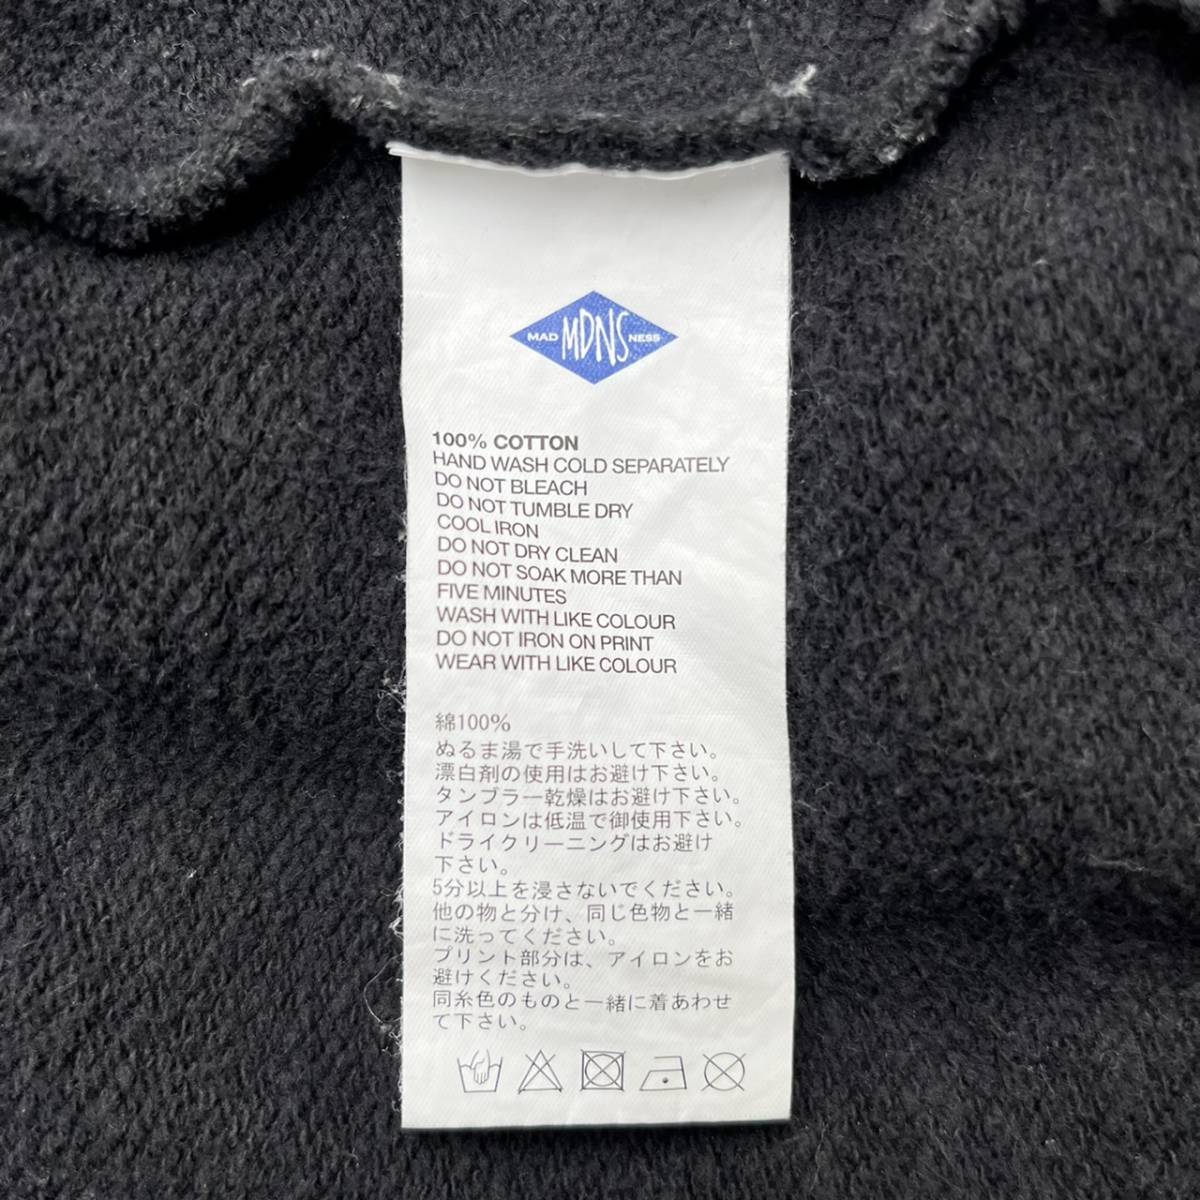 MAD MDNS NESS
100% COTTON
HAND WASH COLD SEPARATELY
DO NOT BLEACH
DO NOT TUMBLE DRY
COOL IRON
DO NOT DRY CLEAN
DO NOT SOAK MORE THAN
FIVE MINUTES
WASH WITH LIKE COLOUR
DO NOT IRON ON PRINT
WEAR WITH LIKE COLOUR
綿100%
ぬるま湯で手洗いして下さい。
漂白剤の使用はお避け下さい。
タンブラー乾燥はお避け下さい。
アイロンは低温で御使用下さい。
ドライクリーニングはお避け
下さい。
5分以上を浸さないでください。
他の物と分け、同じ色物と一緒
に洗ってください。
プリント部分は、アイロンをお
避けください。
同糸色のものと一緒に着あわせ
て下さい。